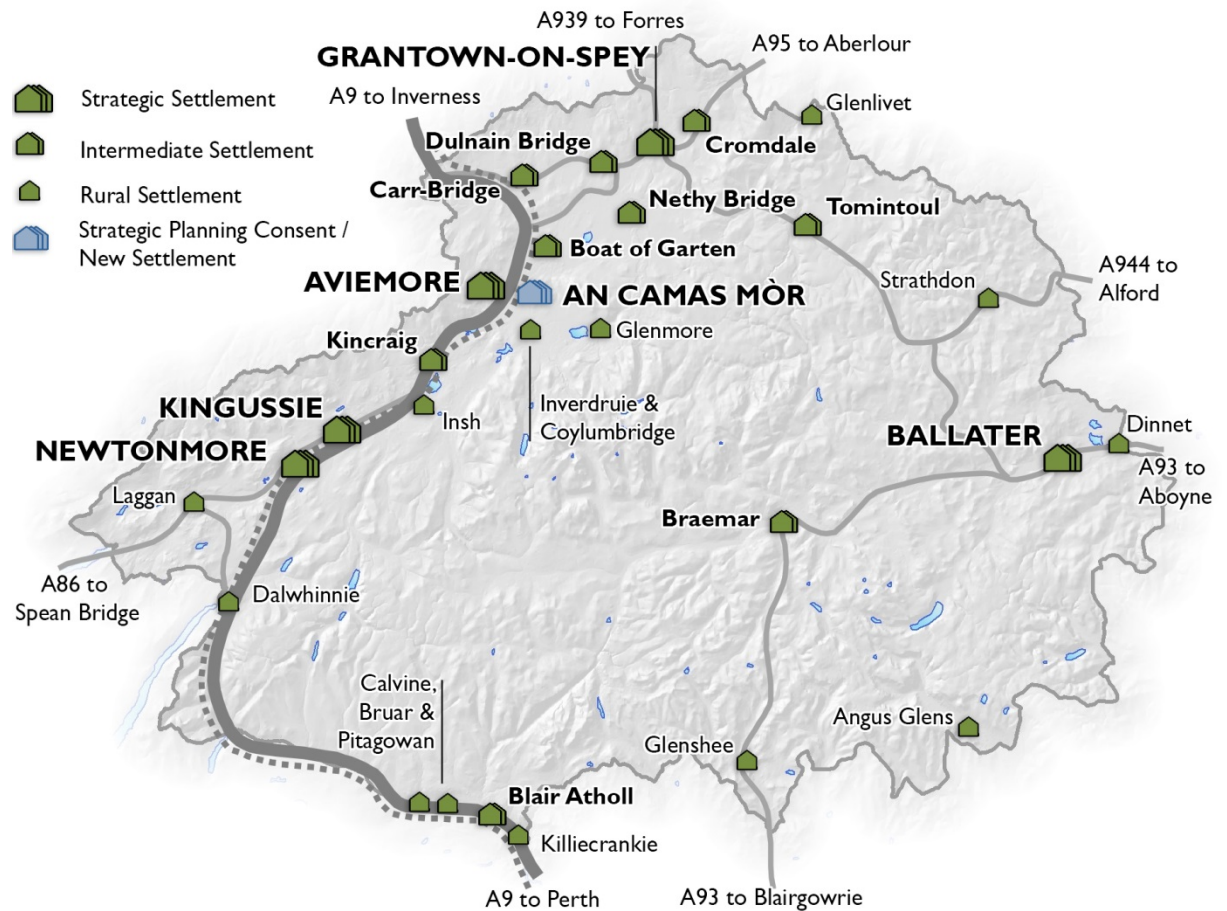 A939 to Forres
GRANTOWN-ON-SPEY
A95 to Aberlour
Strategic Settlement
Intermediate Settlement
Rural Settlement
Strategic Planning Consent /
New Settlement
A9 to Inverness
Glenlivet
Dulnain Bridge
Cromdale
Carr-Bridge
Nethy Bridge
Tomintoul
Boat of Garten
AVIEMORE
AN CAMAS MÒR
Strathdon
A944 to
Alford
Glenmore
Kincraig
Inverdruie &
Coylumbridge
KINGUSSIE
Insh
NEWTONMORE
BALLATER
Dinnet
A93 to
Aboyne
Laggan
Braemar
A86 to
Spean Bridge
Dalwhinnie
Calvine,
Bruar &
Pitagowan
Angus Glens
Glenshee
Blair Atholl
Killiecrankie
A9 to Perth
A93 to Blairgowrie